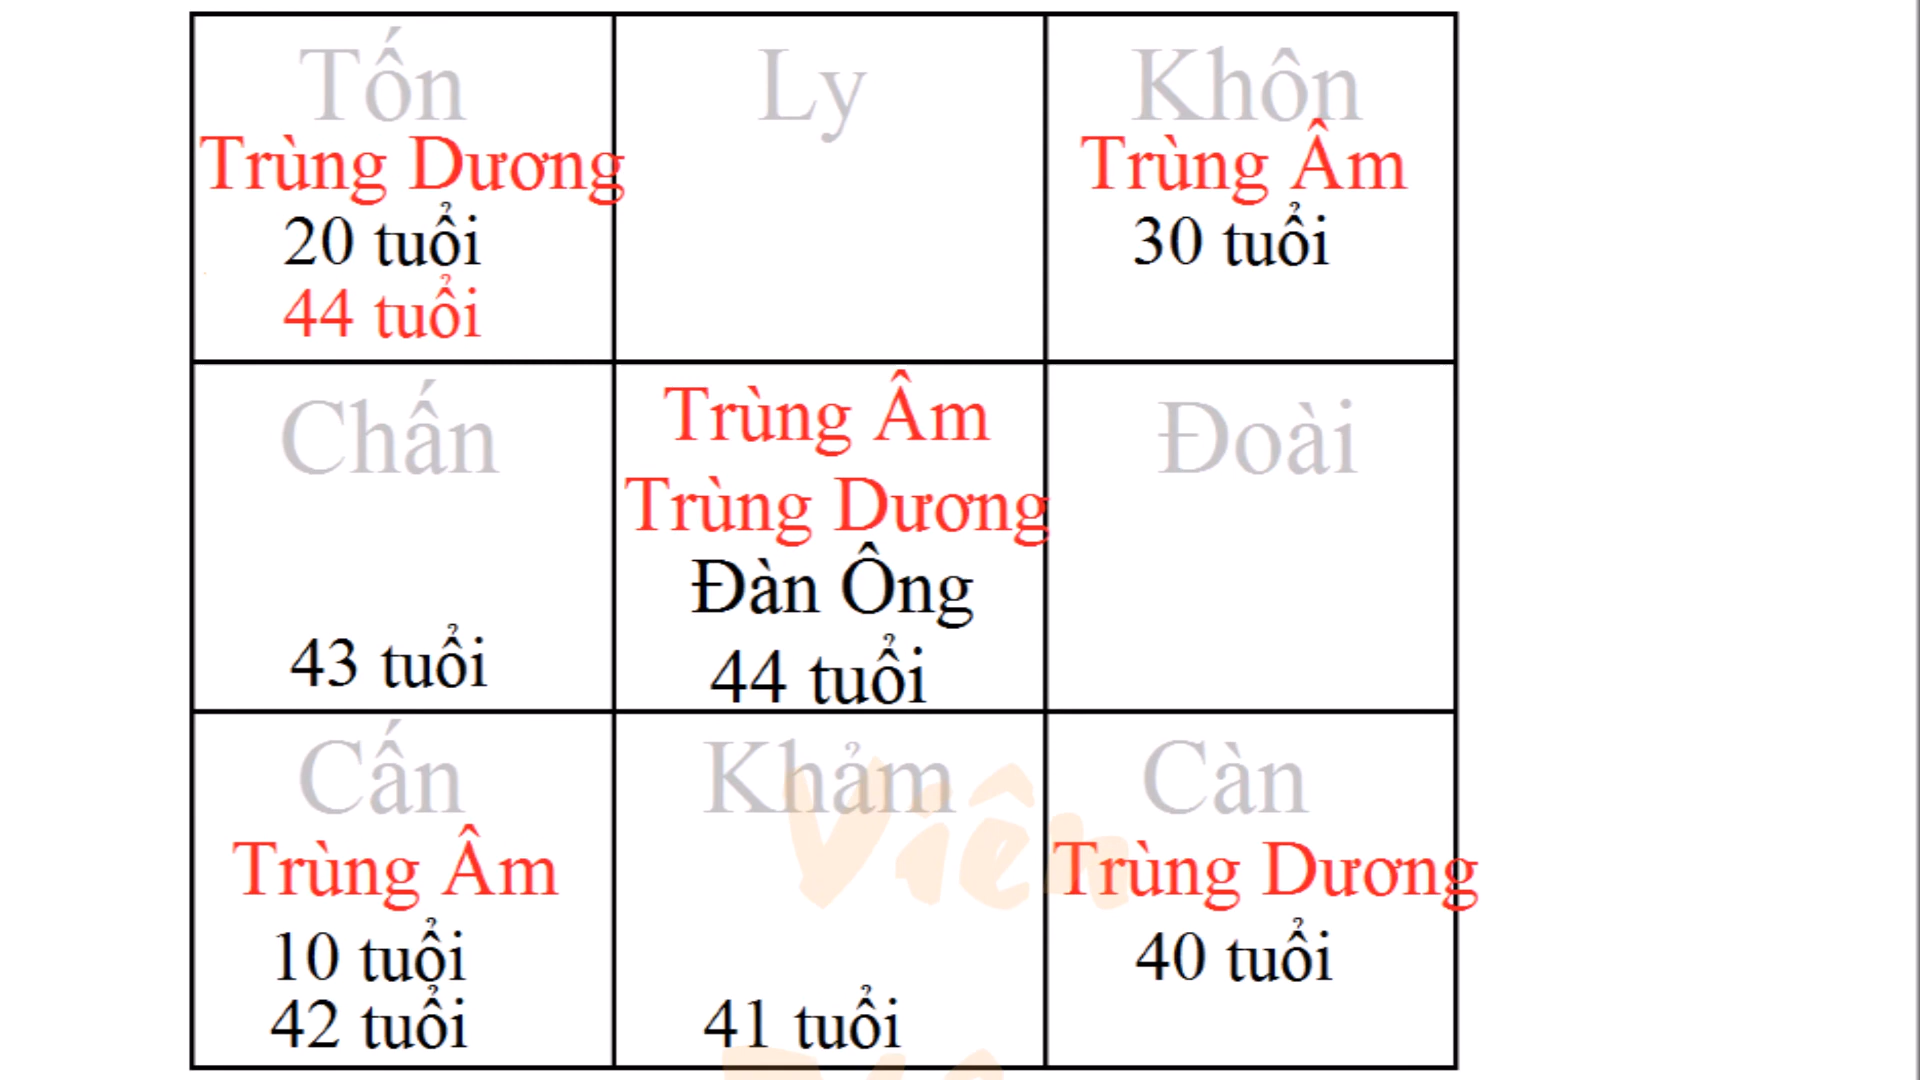 Tốn
Trùng Dương
20 tuổi
44 tuổi
Ly
Khôn
Trùng Âm
30 tuổi
Chấn
43 tuổi
Trùng Âm
Trùng Dương
Đàn Ông
44 tuổi
Đoài
Cấn
Trùng Âm
10 tuổi
42 tuổi
Khảm
41 tuổi
Càn
Trùng Dương
40 tuổi
Viên